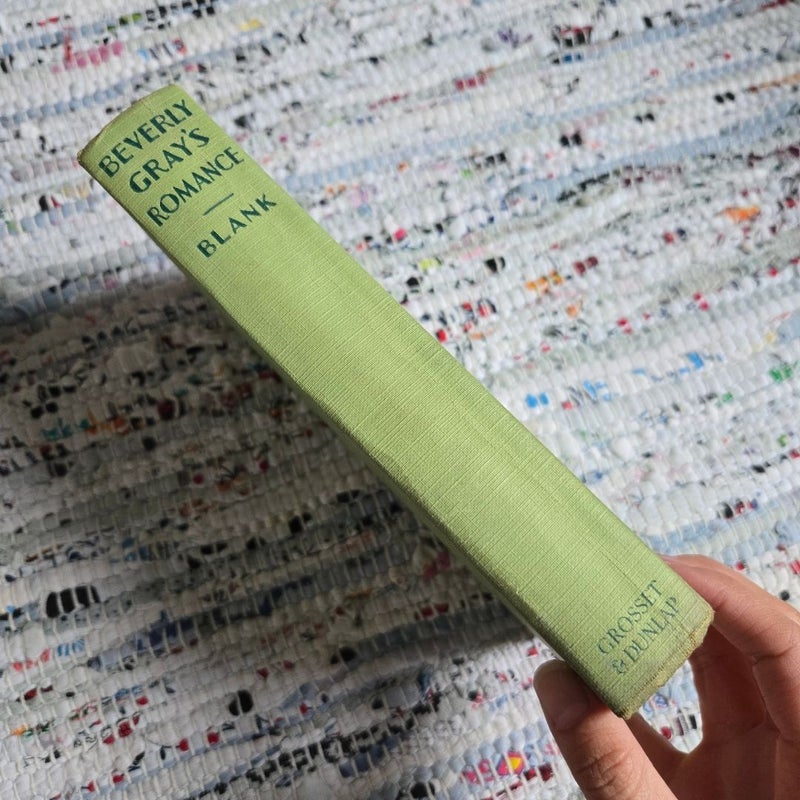 BEVERLY
GRAY'S
ROMANCE
BLANK
GROSSET
& DUNLAP